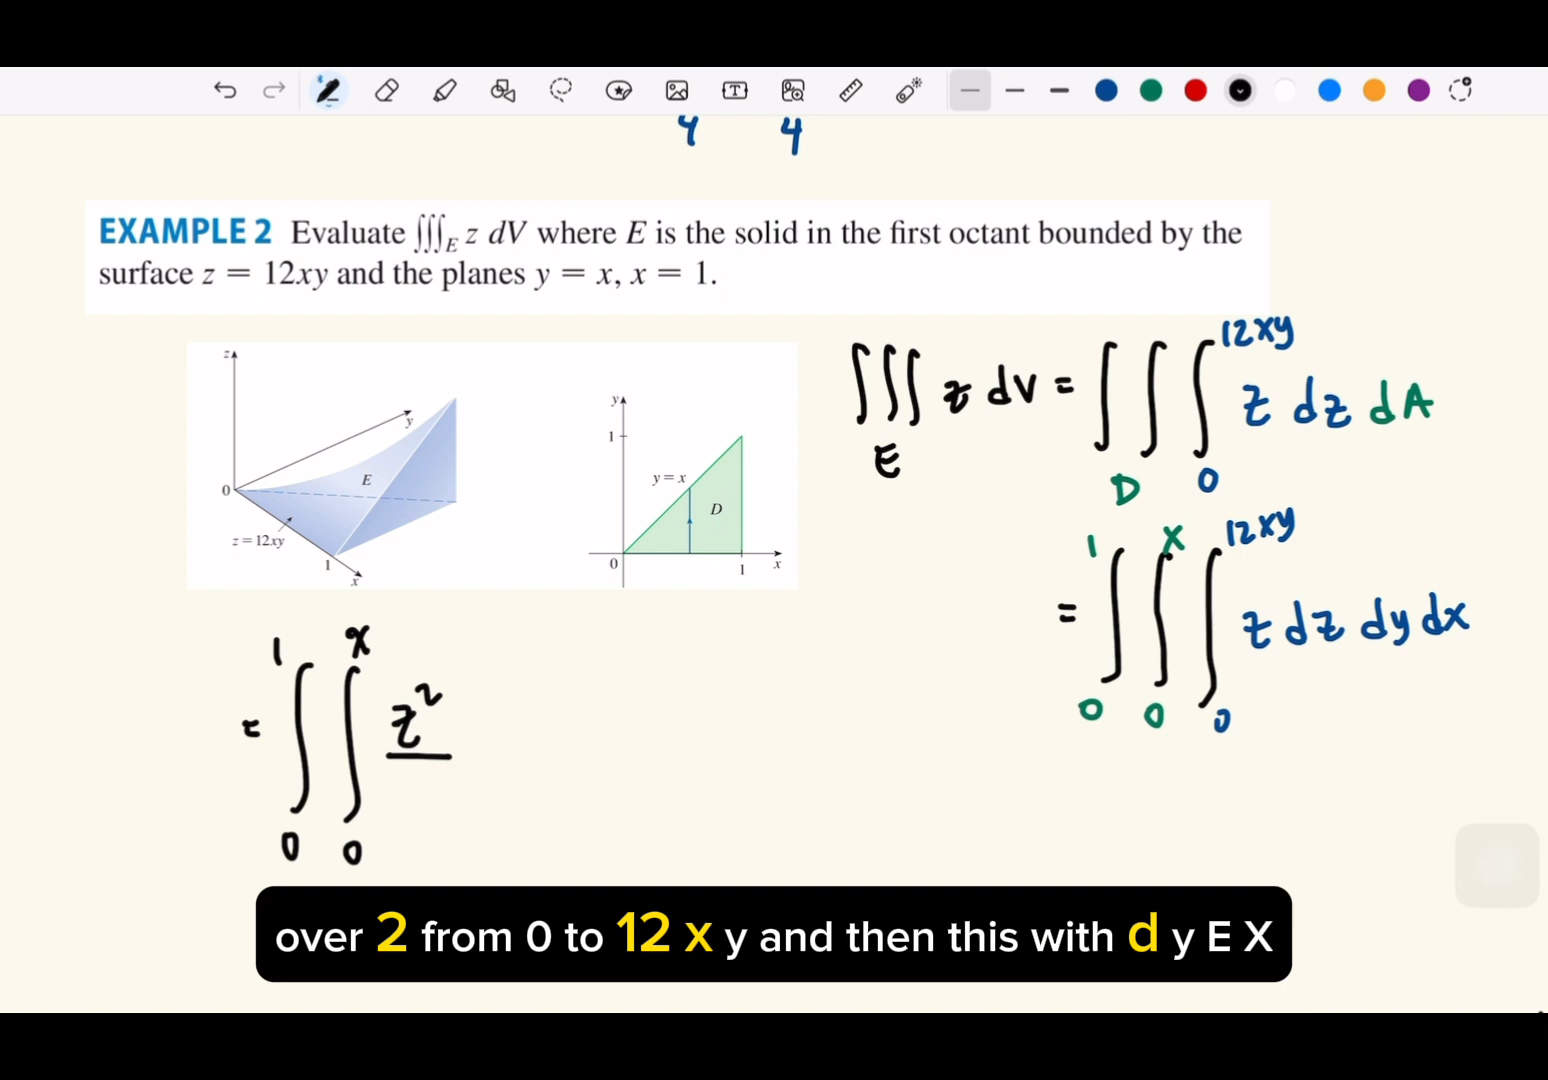 4 4
EXAMPLE 2 Evaluate ∭_E z dV where E is the solid in the first octant bounded by the
surface z = 12xy and the planes y = x, x = 1.
z
y
E
0
z = 12xy
1
x
y
1
y = x
D
0
1
x
∭_E z dV = ∫∫_D ∫_0^{12xy} z dz dA
= ∫_0^1 ∫_0^x ∫_0^{12xy} z dz dy dx
= ∫_0^1 ∫_0^x z²
over 2 from 0 to 12 x y and then this with d y E X